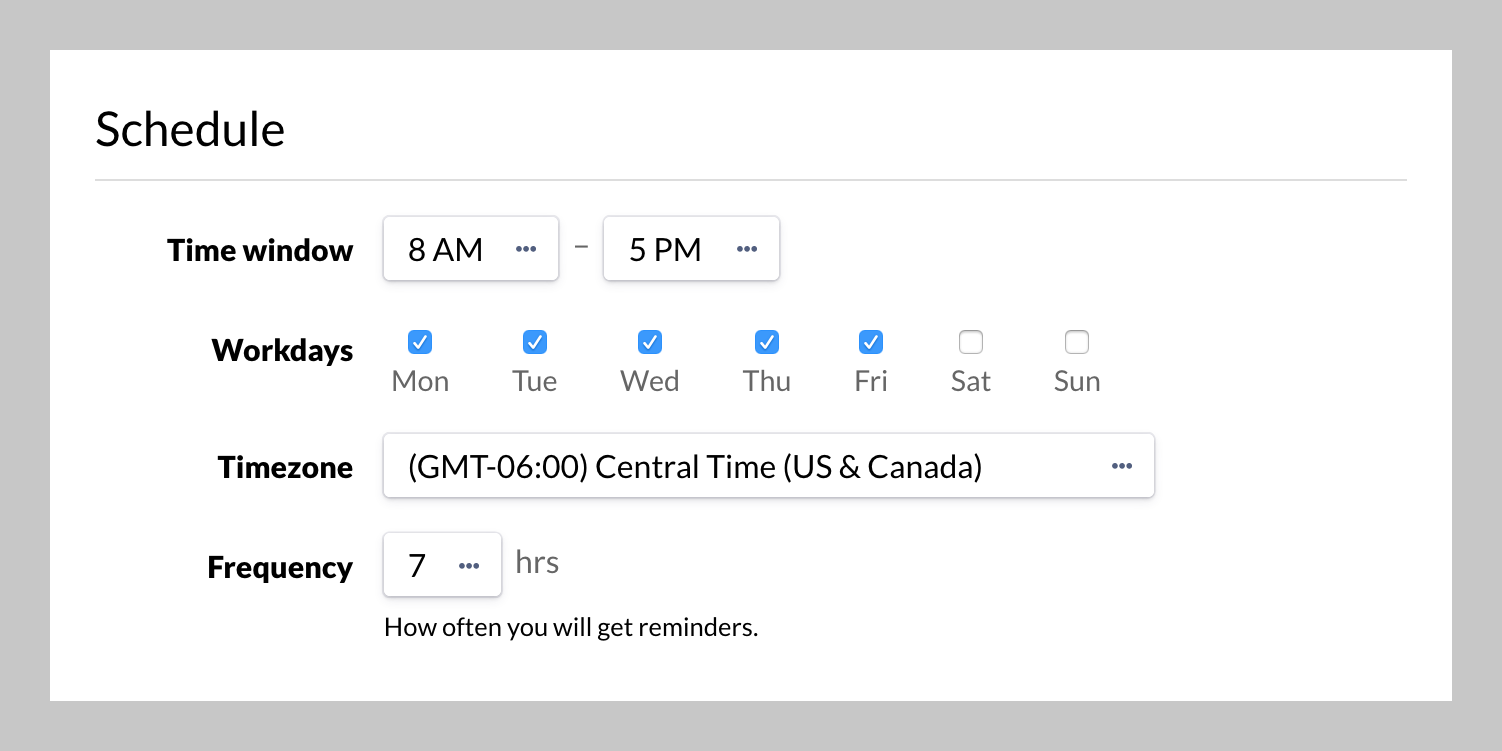 Schedule
Time window 8 AM ••• – 5 PM •••
Workdays
Mon Tue Wed Thu Fri Sat Sun
Timezone (GMT-06:00) Central Time (US & Canada) •••
Frequency 7 ••• hrs
How often you will get reminders.